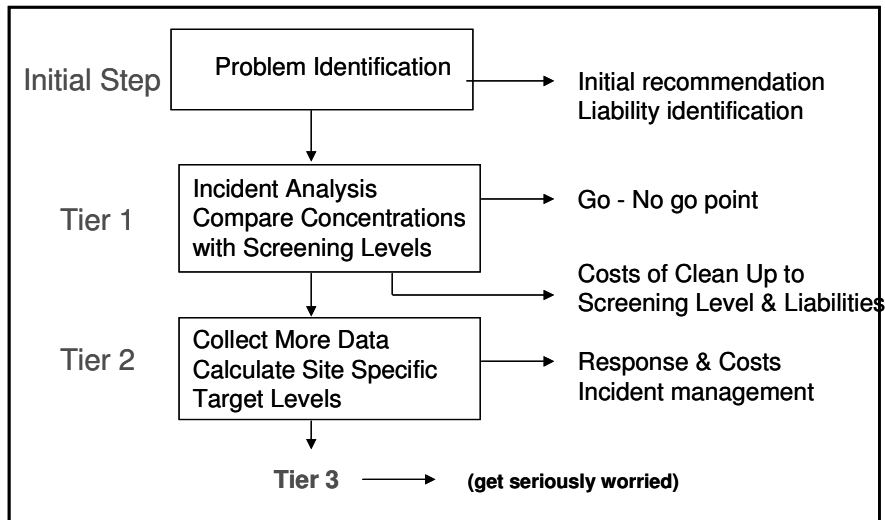 Initial Step
Problem Identification
Initial recommendation
Liability identification
Tier 1
Incident Analysis
Compare Concentrations
with Screening Levels
Go - No go point
Costs of Clean Up to
Screening Level & Liabilities
Tier 2
Collect More Data
Calculate Site Specific
Target Levels
Response & Costs
Incident management
Tier 3
(get seriously worried)